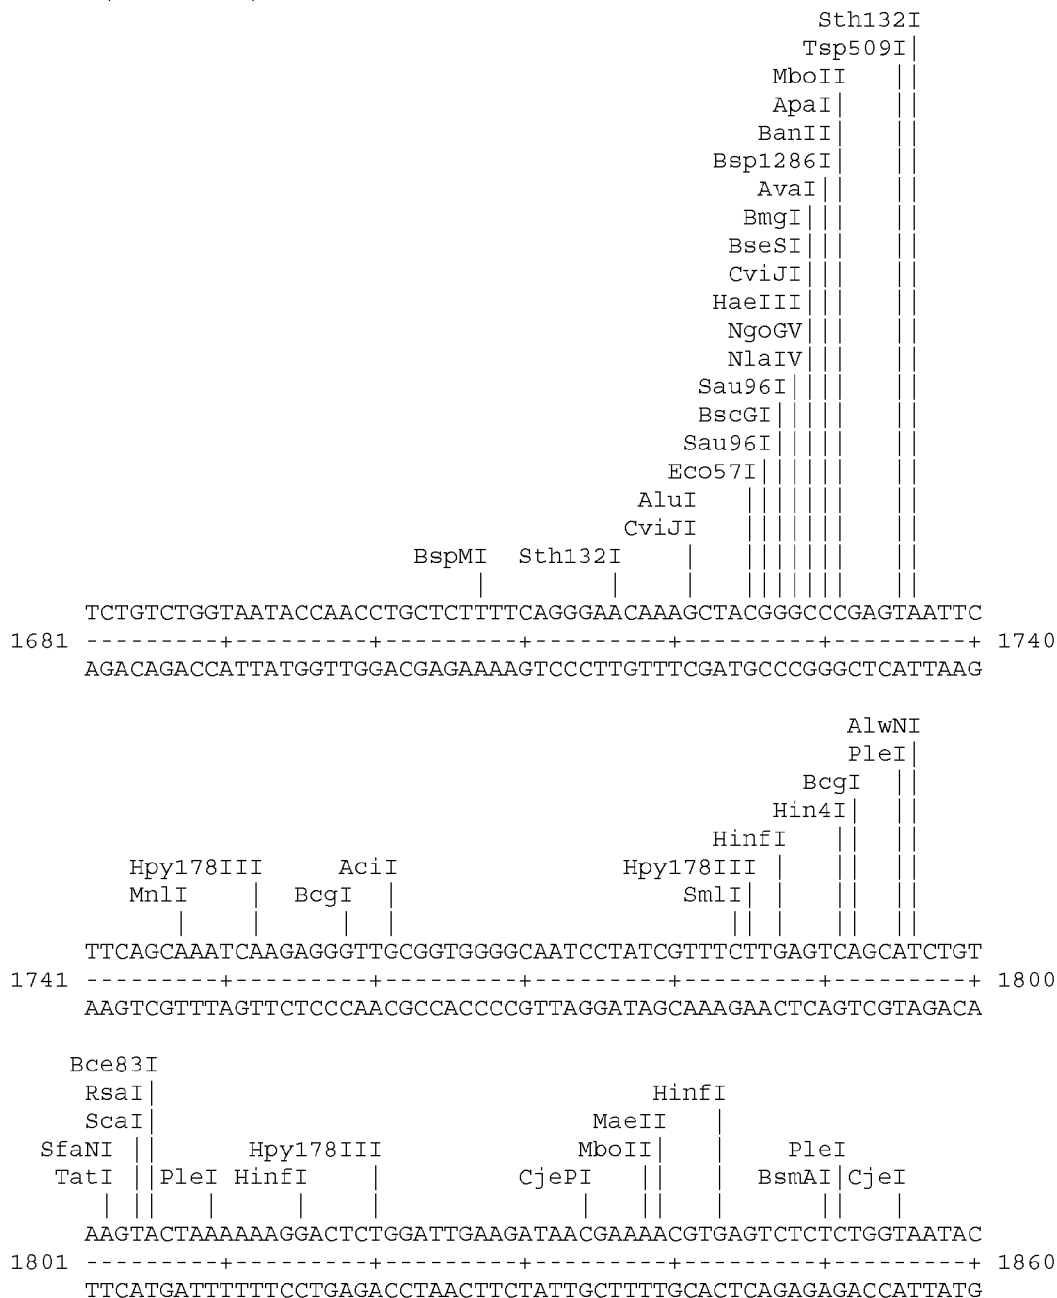 Sth132I
Tsp509I|
MboII ||
ApaI| ||
BanII| ||
Bsp1286I| ||
AvaI|| ||
BmgI||| ||
BseSI||| ||
CviJI||| ||
HaeIII||| ||
NgoGV||| ||
NlaIV||| ||
Sau96I|||| ||
BscGI||||| ||
Sau96I|||||| ||
Eco57I||||||| ||
AluI ||||||| ||
CviJI ||||||| ||
BspMI Sth132I | ||||||| ||
| | | ||||||| ||
TCTGTCTGGTAATACCAACCTGCTCTTTTCAGGGAACAAAGCTACGGGCCCGAGTAATTC
1681 ---------+---------+---------+---------+---------+---------+ 1740
AGACAGACCATTATGGTTGGACGAGAAAAGTCCCTTGTTTCGATGCCCGGGCTCATTAAG
AlwNI
PleI|
BcgI ||
Hin4I| ||
HinfI || ||
Hpy178III AciI Hpy178III | || ||
MnlI | BcgI | SmlI| | || ||
| | | | || | || ||
TTCAGCAAATCAAGAGGGTTGCGGTGGGGCAATCCTATCGTTTCTTGAGTCAGCATCTGT
1741 ---------+---------+---------+---------+---------+---------+ 1800
AAGTCGTTTAGTTCTCCCAACGCCACCCCGTTAGGATAGCAAAGAACTCAGTCGTAGACA
Bce83I
RsaI| HinfI
ScaI| MaeII |
SfaNI || Hpy178III MboII| | PleI
TatI ||PleI HinfI | CjePI || | BsmAI|CjeI
| || | | | | || | || |
AAGTACTAAAAAAGGACTCTGGATTGAAGATAACGAAAACGTGAGTCTCTCTGGTAATAC
1801 ---------+---------+---------+---------+---------+---------+ 1860
TTCATGATTTTTTCCTGAGACCTAACTTCTATTGCTTTTGCACTCAGAGAGACCATTATG